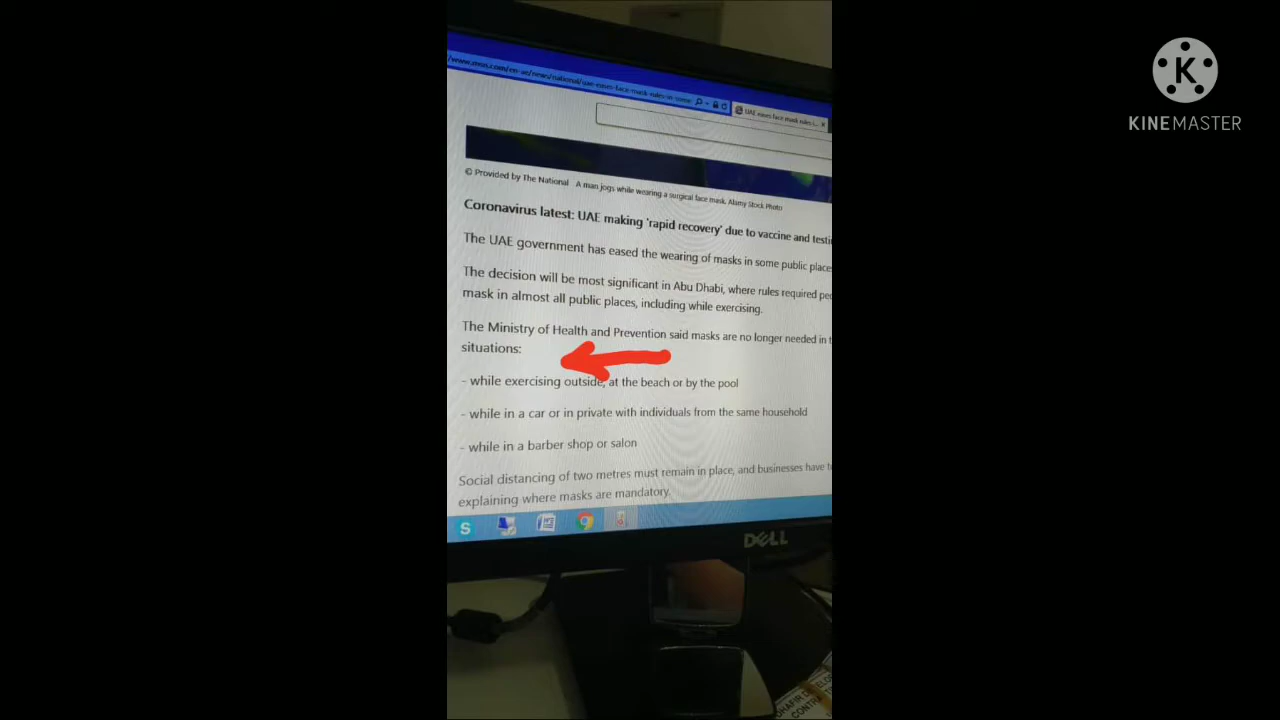 KINEMASTER
UAE eases face mask rules i...
© Provided by The National A man jogs while wearing a surgical face mask. Alamy Stock Photo
Coronavirus latest: UAE making 'rapid recovery' due to vaccine and
The UAE government has eased the wearing of masks in some public
The decision will be most significant in Abu Dhabi, where rules required
mask in almost all public places, including while exercising.
The Ministry of Health and Prevention said masks are no longer needed in
situations:
- while exercising outside, at the beach or by the pool
- while in a car or in private with individuals from the same household
- while in a barber shop or salon
Social distancing of two metres must remain in place, and businesses have
explaining where masks are mandatory.
S
DELL